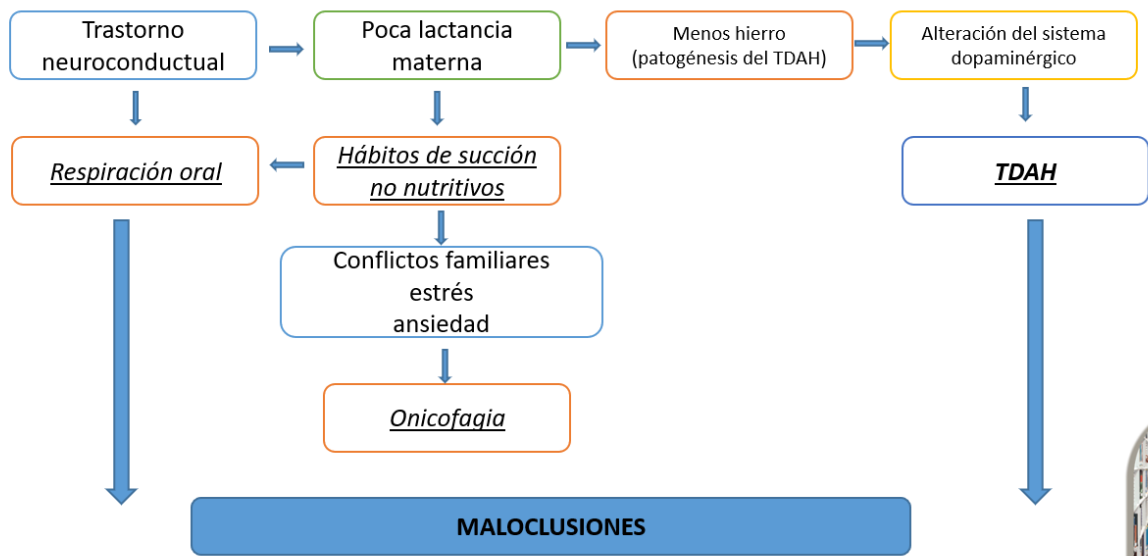 Trastorno
neuroconductual
Poca lactancia
materna
Menos hierro
(patogénesis del TDAH)
Alteración del sistema
dopaminérgico
Respiración oral
Hábitos de succión
no nutritivos
TDAH
Conflictos familiares
estrés
ansiedad
Onicofagia
MALOCLUSIONES